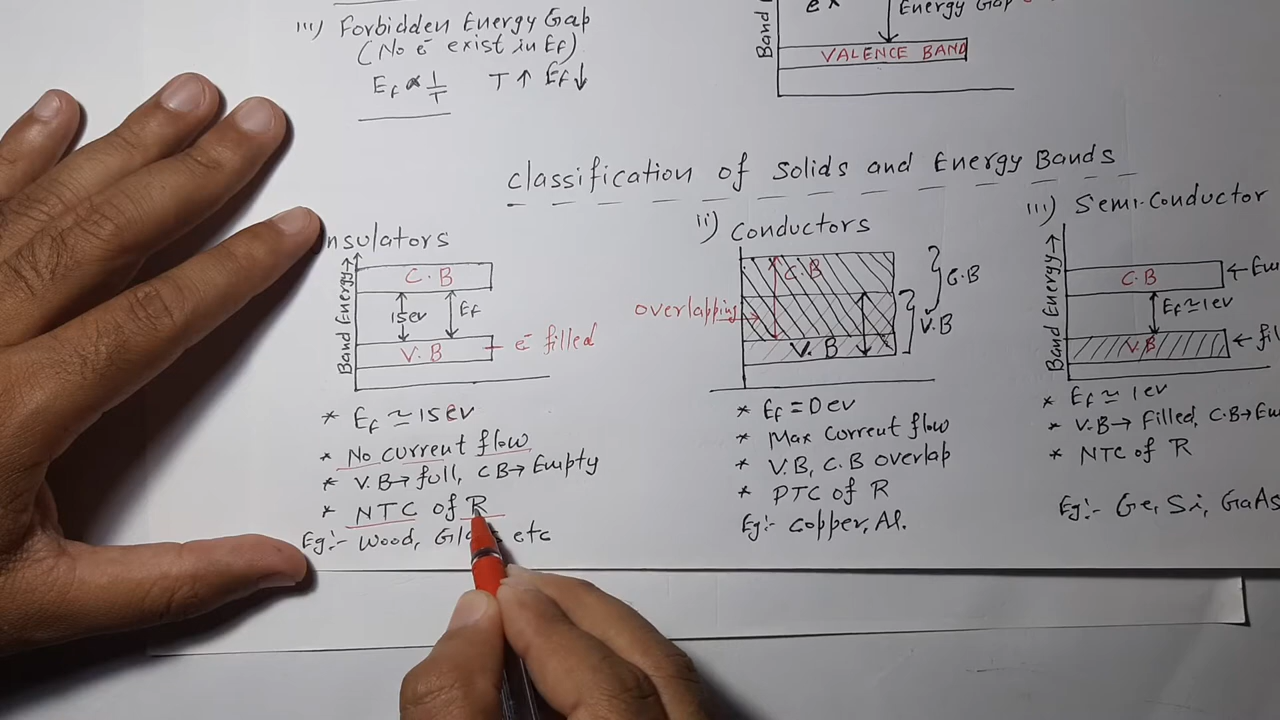 iii) Forbidden Energy Gap
(No e⁻ exist in Ef)
Ef ∝ 1/T T ↑ Ef ↓
Band
ex
Energy Gap
VALENCE BAND
classification of Solids and Energy Bands
nsulators
Band Energy →
C.B
15ev
Ef
V.B
e⁻ filled
* Ef ≃ 15ev
* No current flow
* V.B → full, CB → Empty
* NTC of R
Eg:- Wood, etc
ii) Conductors
C.B
overlapping
V.B
C.B
V.B
* Ef = 0ev
* Max Current flow
* V.B, C.B overlap
* PTC of R
Eg:- Copper, Al.
iii) Semi-Conductor
Band Energy →
C.B
Ef ≃ 1ev
V.B
* Ef ≃ 1ev
* V.B → Filled, C.B →
* NTC of R
Eg:- Ge, Si, GaAs